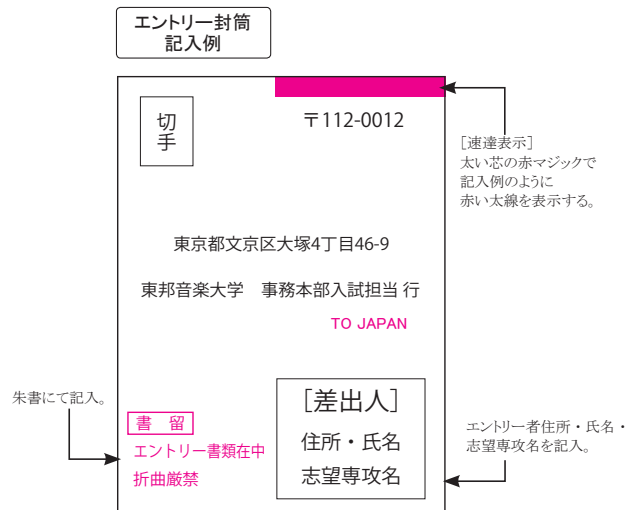 エントリー封筒
記入例
切手
〒112-0012
[速達表示]
太い芯の赤マジックで
記入例のように
赤い太線を表示する。
東京都文京区大塚4丁目46-9
東邦音楽大学　事務本部入試担当 行
TO JAPAN
朱書にて記入。
書　留
エントリー書類在中
折曲厳禁
[差出人]
住所・氏名
志望専攻名
エントリー者住所・氏名・
志望専攻名を記入。